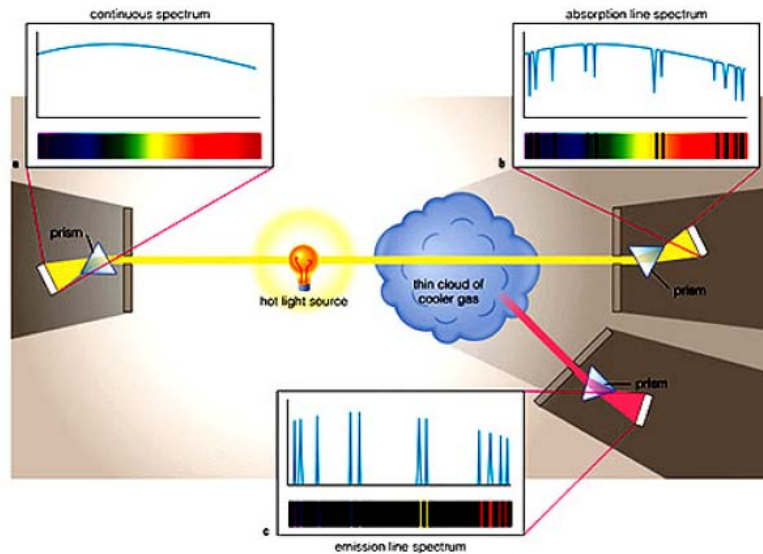 continuous spectrum
absorption line spectrum
a
b
prism
hot light source
thin cloud of
cooler gas
prism
prism
c
emission line spectrum